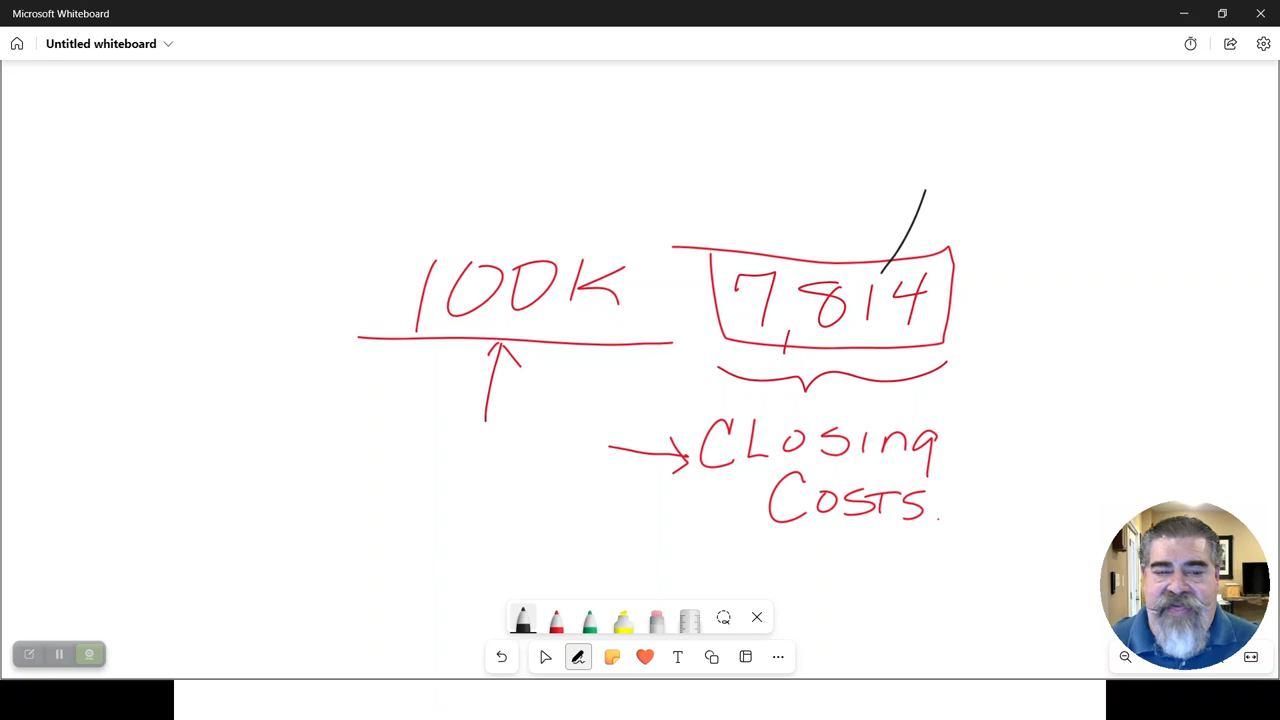 Microsoft Whiteboard
Untitled whiteboard
100K 7,814
CLOSING
COSTS.
T